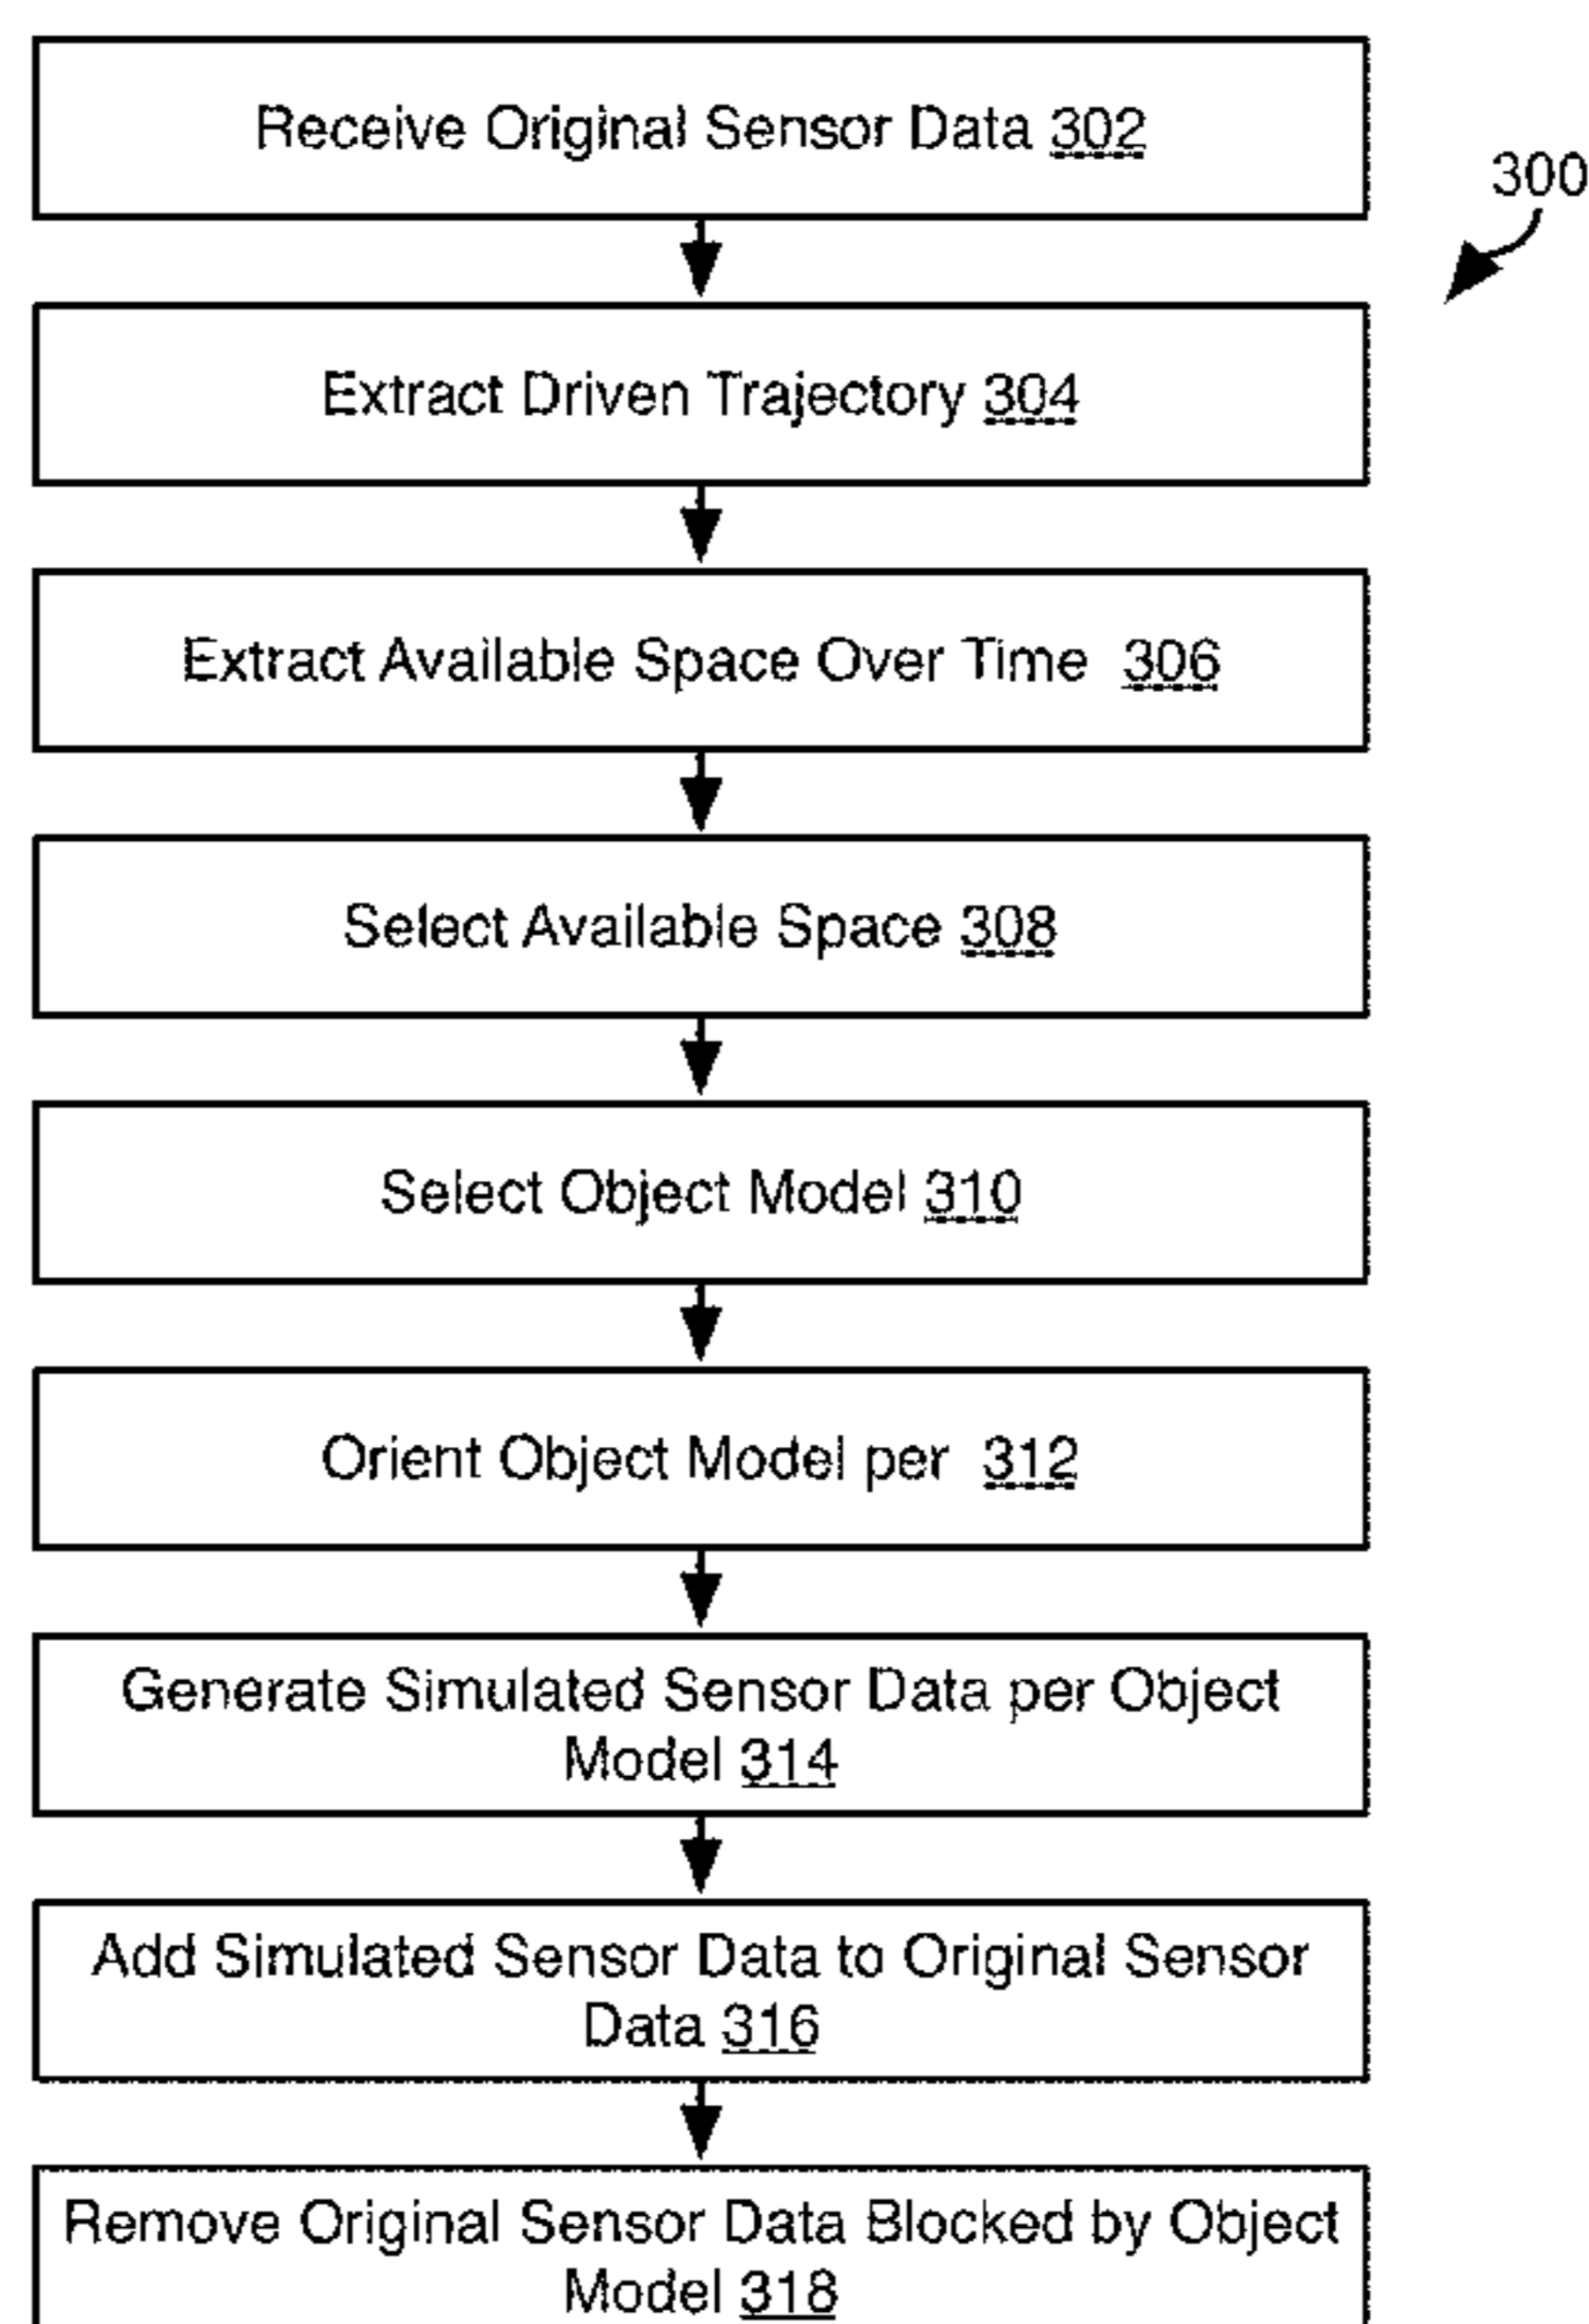 Receive Original Sensor Data 302
300
Extract Driven Trajectory 304
Extract Available Space Over Time 306
Select Available Space 308
Select Object Model 310
Orient Object Model per 312
Generate Simulated Sensor Data per Object
Model 314
Add Simulated Sensor Data to Original Sensor
Data 316
Remove Original Sensor Data Blocked by Object
Model 318